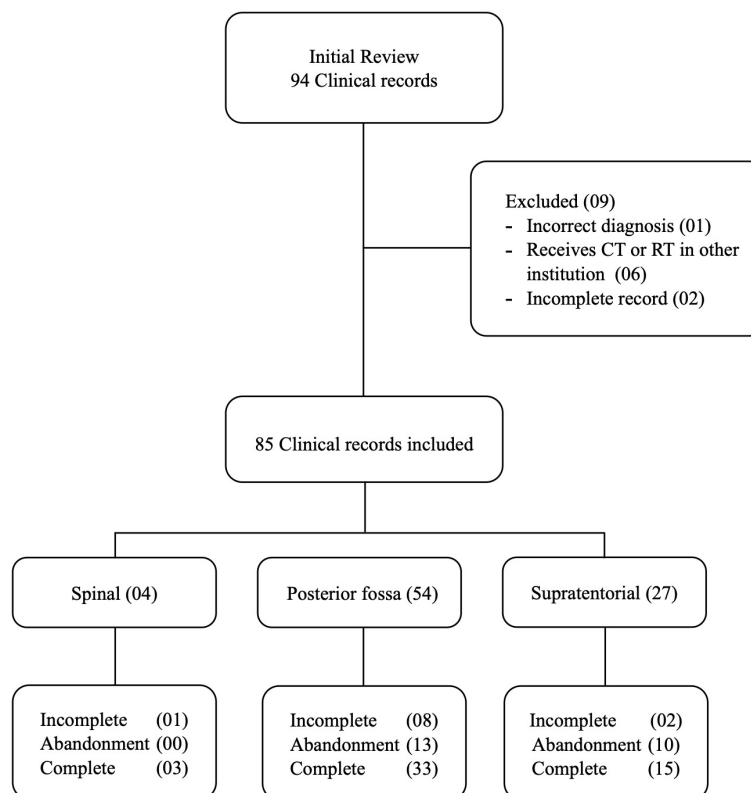 Initial Review
94 Clinical records
Excluded (09)
- Incorrect diagnosis (01)
- Receives CT or RT in other
institution (06)
- Incomplete record (02)
85 Clinical records included
Spinal (04)
Posterior fossa (54)
Supratentorial (27)
Incomplete (01)
Abandonment (00)
Complete (03)
Incomplete (08)
Abandonment (13)
Complete (33)
Incomplete (02)
Abandonment (10)
Complete (15)